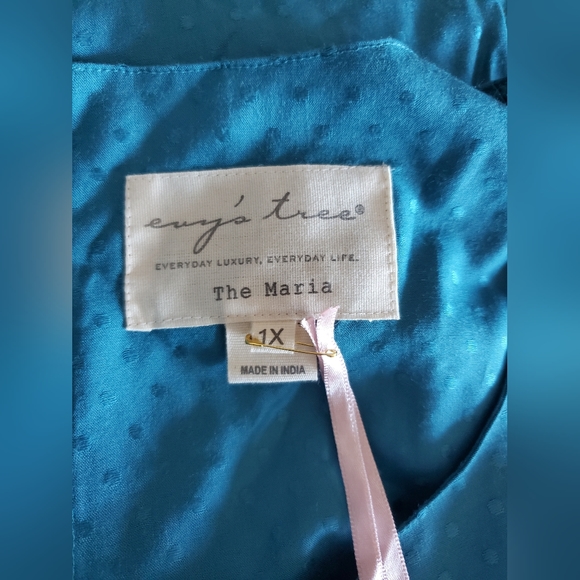 evy's tree®
EVERYDAY LUXURY. EVERYDAY LIFE.
The Maria
1X
MADE IN INDIA